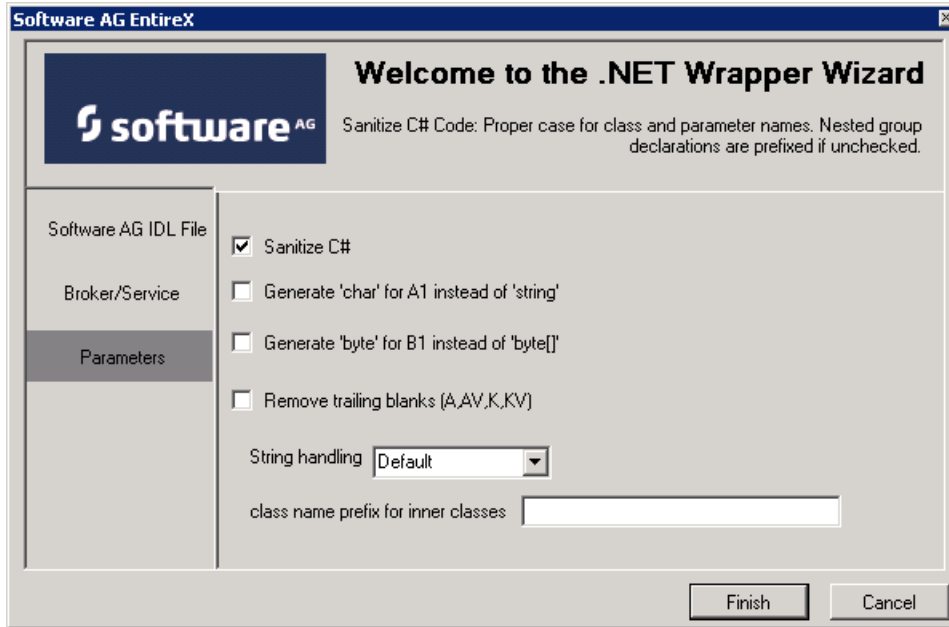 Software AG EntireX
software AG
Welcome to the .NET Wrapper Wizard
Sanitize C# Code: Proper case for class and parameter names. Nested group
declarations are prefixed if unchecked.
Software AG IDL File
Broker/Service
Parameters
Sanitize C#
Generate 'char' for A1 instead of 'string'
Generate 'byte' for B1 instead of 'byte[]'
Remove trailing blanks (A,AV,K,KV)
String handling Default
class name prefix for inner classes
Finish Cancel